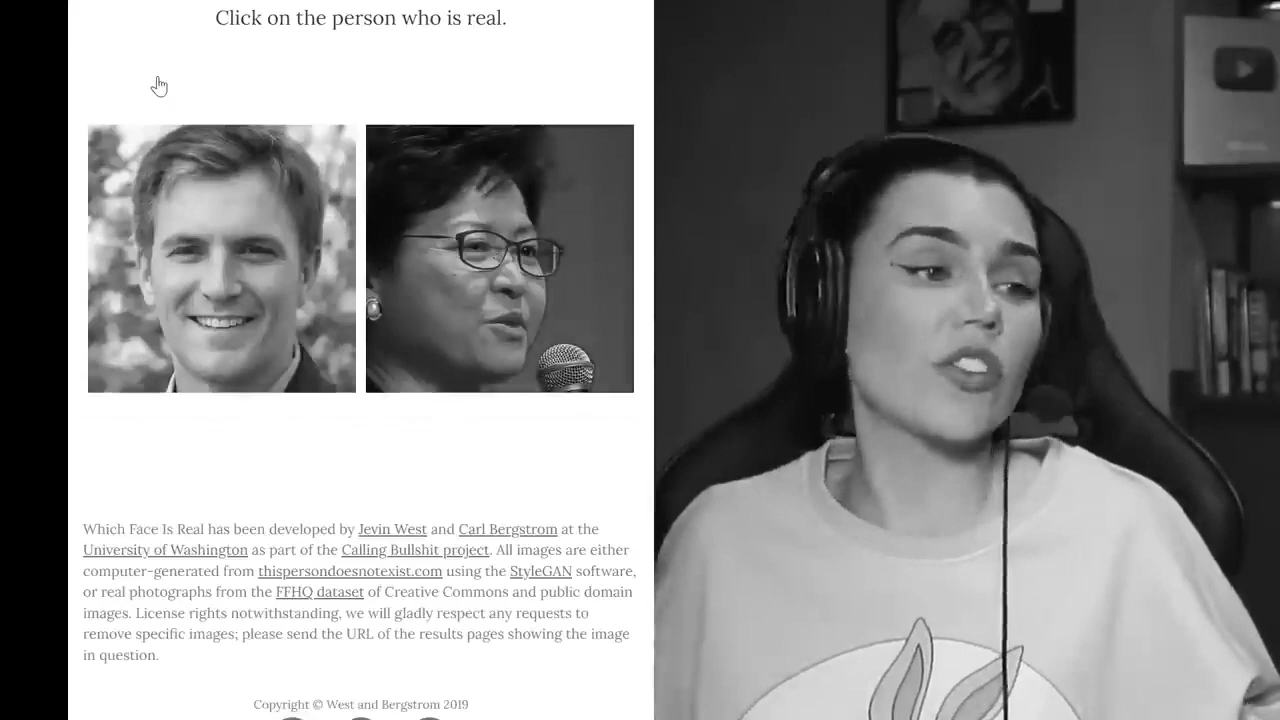 Click on the person who is real.
Which Face Is Real has been developed by Jevin West and Carl Bergstrom at the
University of Washington as part of the Calling Bullshit project. All images are either
computer-generated from thispersondoesnotexist.com using the StyleGAN software,
or real photographs from the FFHQ dataset of Creative Commons and public domain
images. License rights notwithstanding, we will gladly respect any requests to
remove specific images; please send the URL of the results pages showing the image
in question.
Copyright © West and Bergstrom 2019